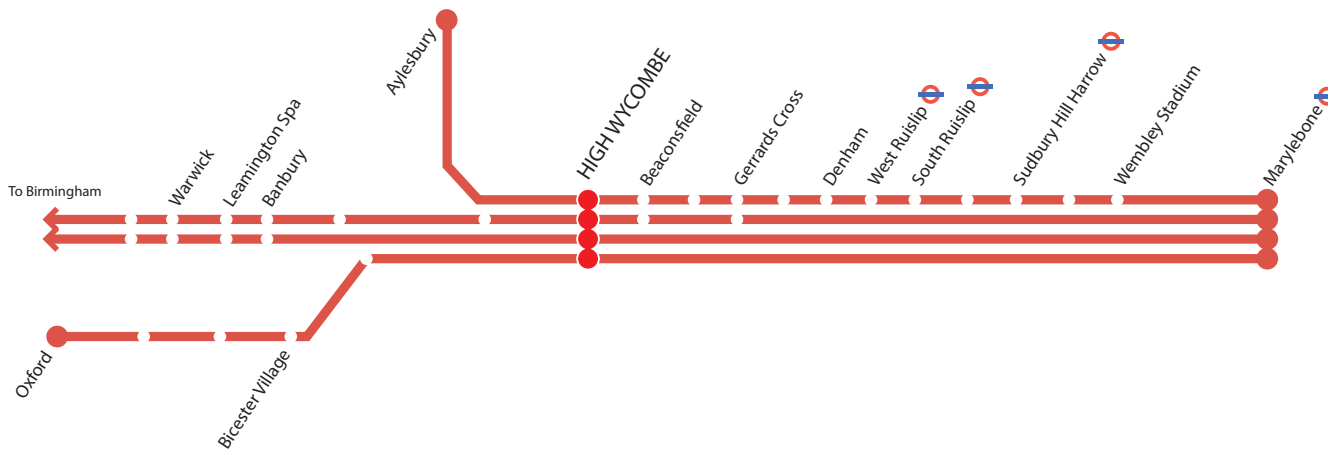 To Birmingham
Warwick
Leamington Spa
Banbury
Aylesbury
HIGH WYCOMBE
Beaconsfield
Gerrards Cross
Denham
West Ruislip
South Ruislip
Sudbury Hill Harrow
Wembley Stadium
Marylebone
Oxford
Bicester Village